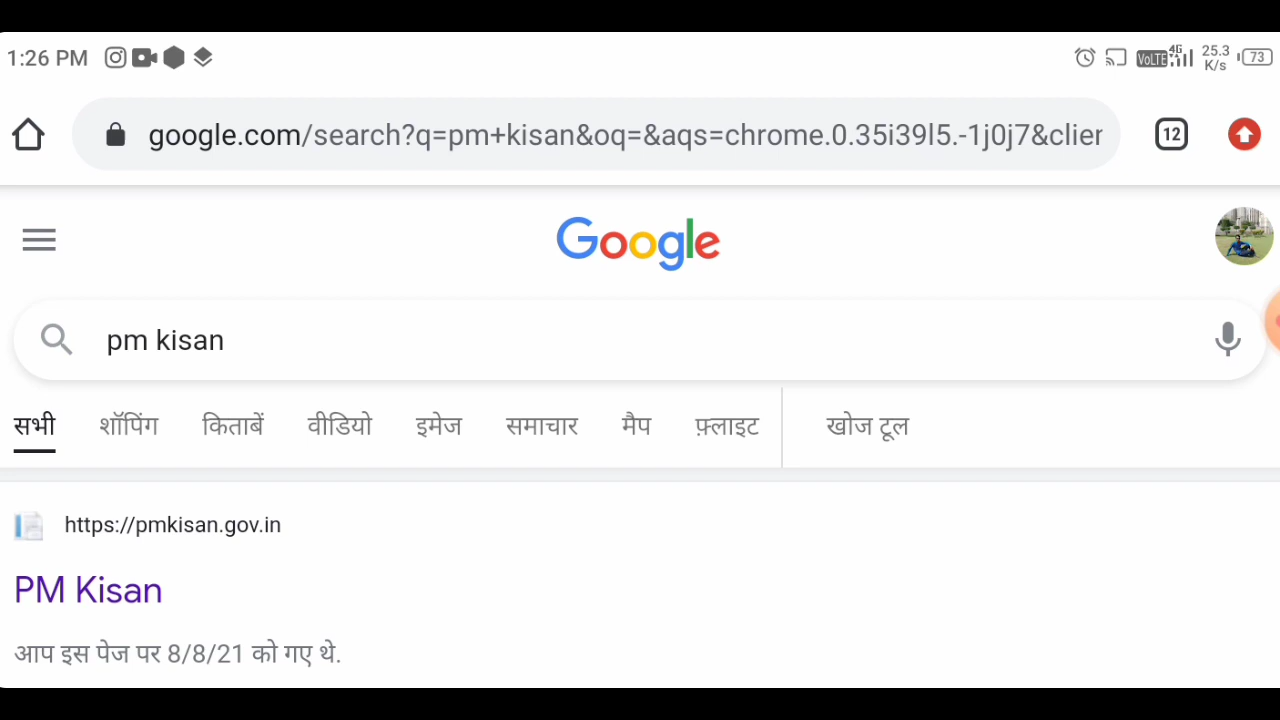 1:26 PM VoLTE 4G 25.3 K/s 73
google.com/search?q=pm+kisan&oq=&aqs=chrome.0.35i39l5.-1j0j7&clier 12
Google
pm kisan
सभी शॉपिंग किताबें वीडियो इमेज समाचार मैप फ़्लाइट खोज टूल
https://pmkisan.gov.in
PM Kisan
आप इस पेज पर 8/8/21 को गए थे.